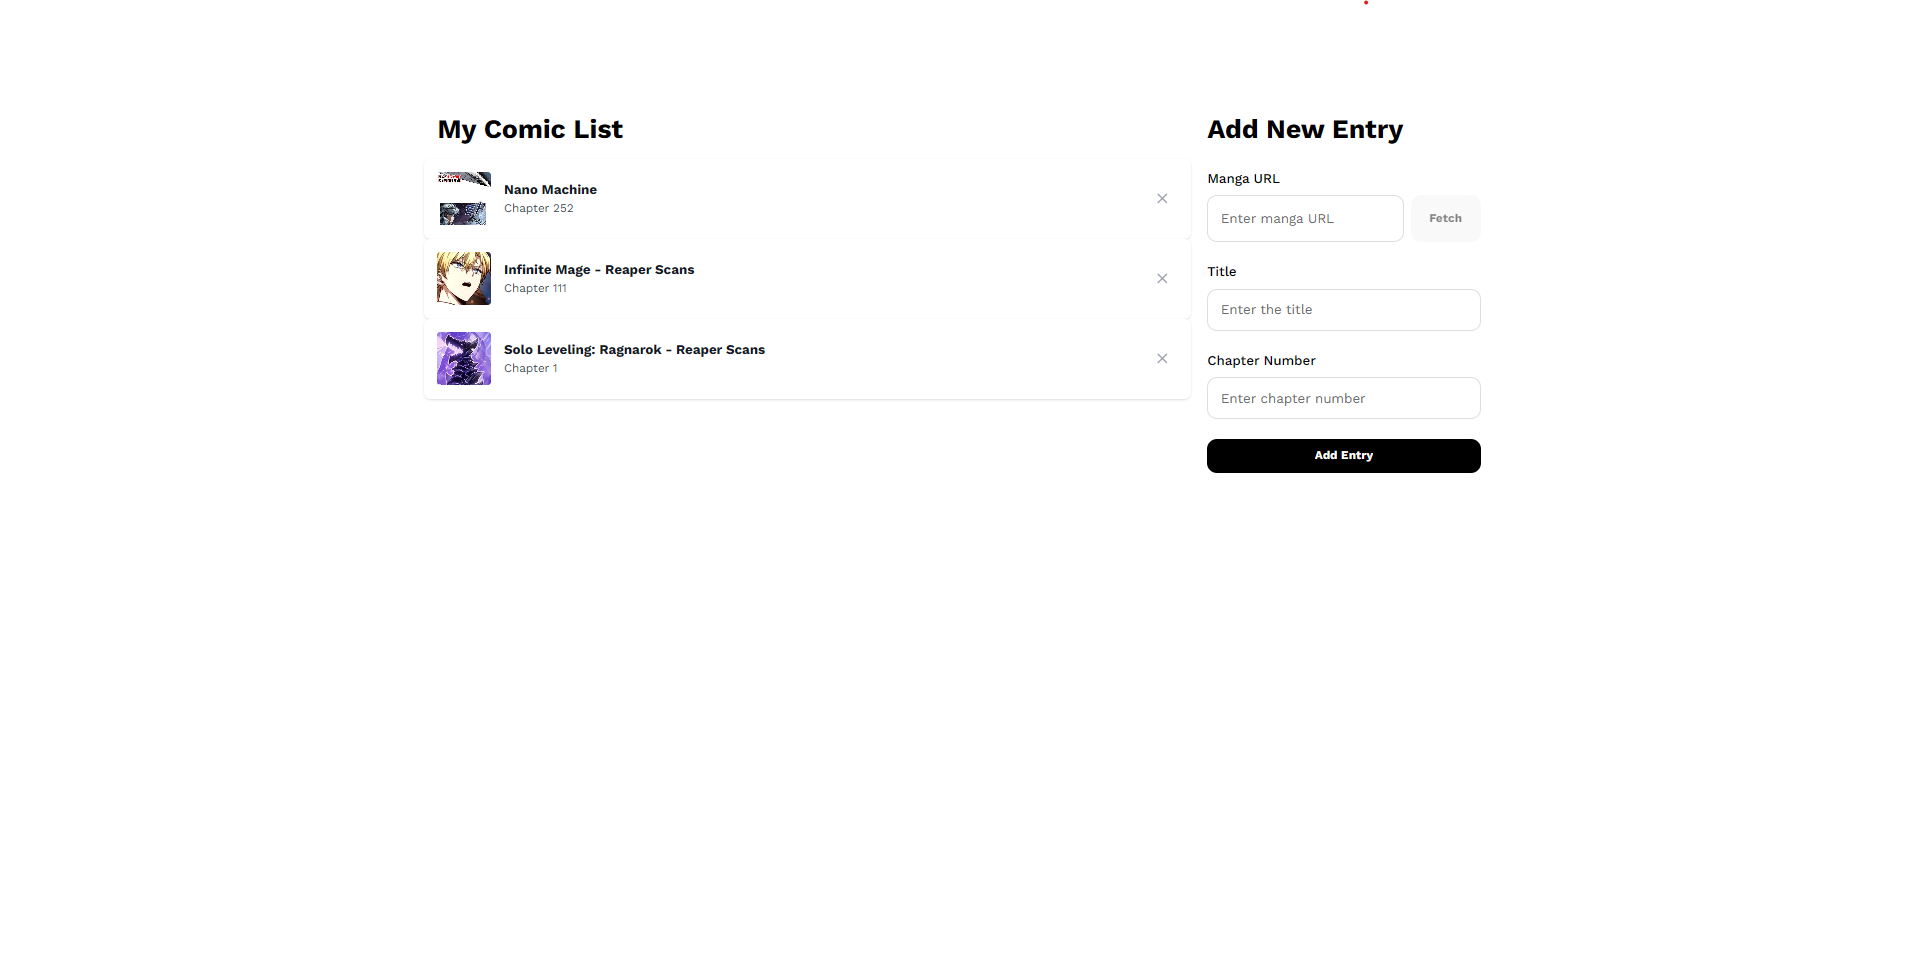 My Comic List
Nano Machine
Chapter 252
Infinite Mage - Reaper Scans
Chapter 111
Solo Leveling: Ragnarok - Reaper Scans
Chapter 1
Add New Entry
Manga URL
Enter manga URL
Fetch
Title
Enter the title
Chapter Number
Enter chapter number
Add Entry